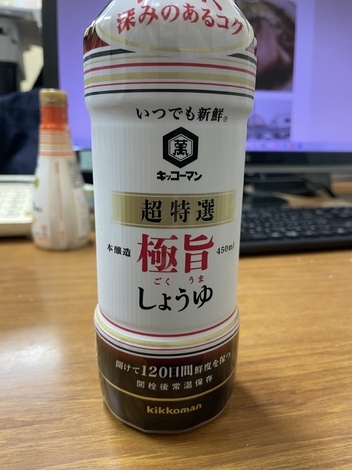 深みのあるコク
いつでも新鮮®
萬
キッコーマン
超特選
本醸造
極旨
ごくうま
450ml
しょうゆ
開けて120日間鮮度を保つ
開栓後常温保存
kikkoman